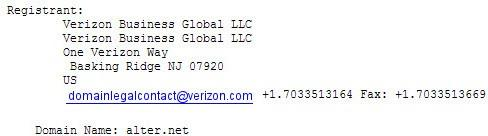 Registrant:
Verizon Business Global LLC
Verizon Business Global LLC
One Verizon Way
Basking Ridge NJ 07920
US
domainlegalcontact@verizon.com +1.7033513164 Fax: +1.7033513669
Domain Name: alter.net